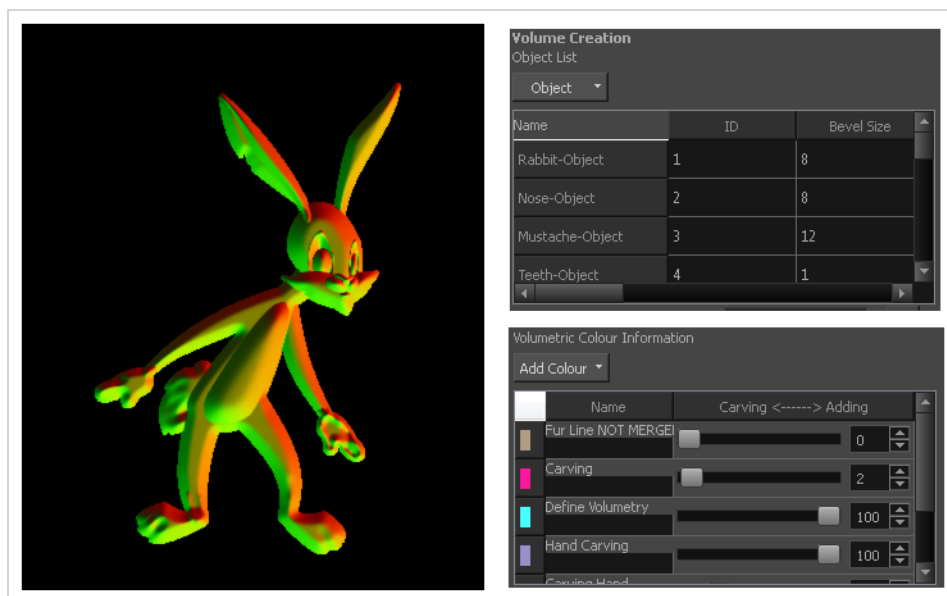 Volume Creation
Object List
Object
Name ID Bevel Size
Rabbit-Object 1 8
Nose-Object 2 8
Mustache-Object 3 12
Teeth-Object 4 1
Volumetric Colour Information
Add Colour
Name Carving <------> Adding
Fur Line NOT MERGE 0
Carving 2
Define Volumetry 100
Hand Carving 100
Carving Hand